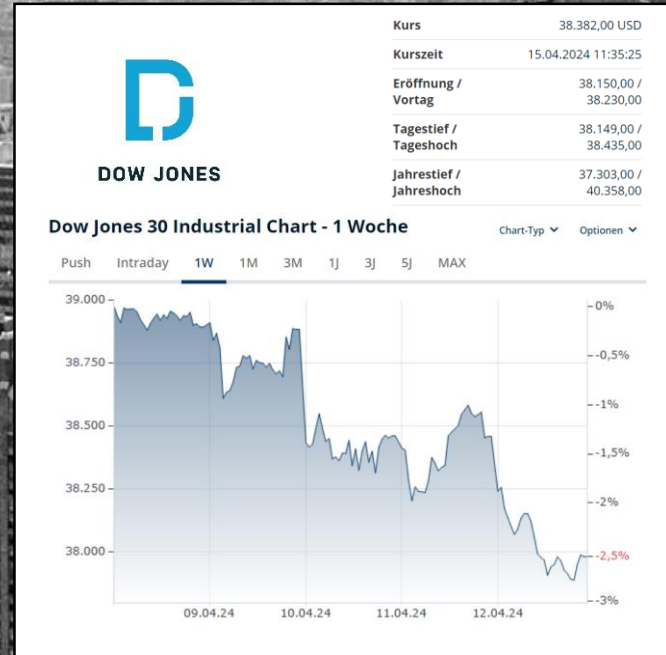 Kurs 38.382,00 USD
Kurszeit 15.04.2024 11:35:25
Eröffnung / 38.150,00 /
Vortag 38.230,00
Tagestief / 38.149,00 /
Tageshoch 38.435,00
Jahrestief / 37.303,00 /
Jahreshoch 40.358,00
DOW JONES
Dow Jones 30 Industrial Chart - 1 Woche Chart-Typ Optionen
Push Intraday 1W 1M 3M 1J 3J 5J MAX
39.000 0%
38.750 -0,5%
38.500 -1%
-1,5%
38.250 -2%
38.000 -2,5%
-3%
09.04.24 10.04.24 11.04.24 12.04.24